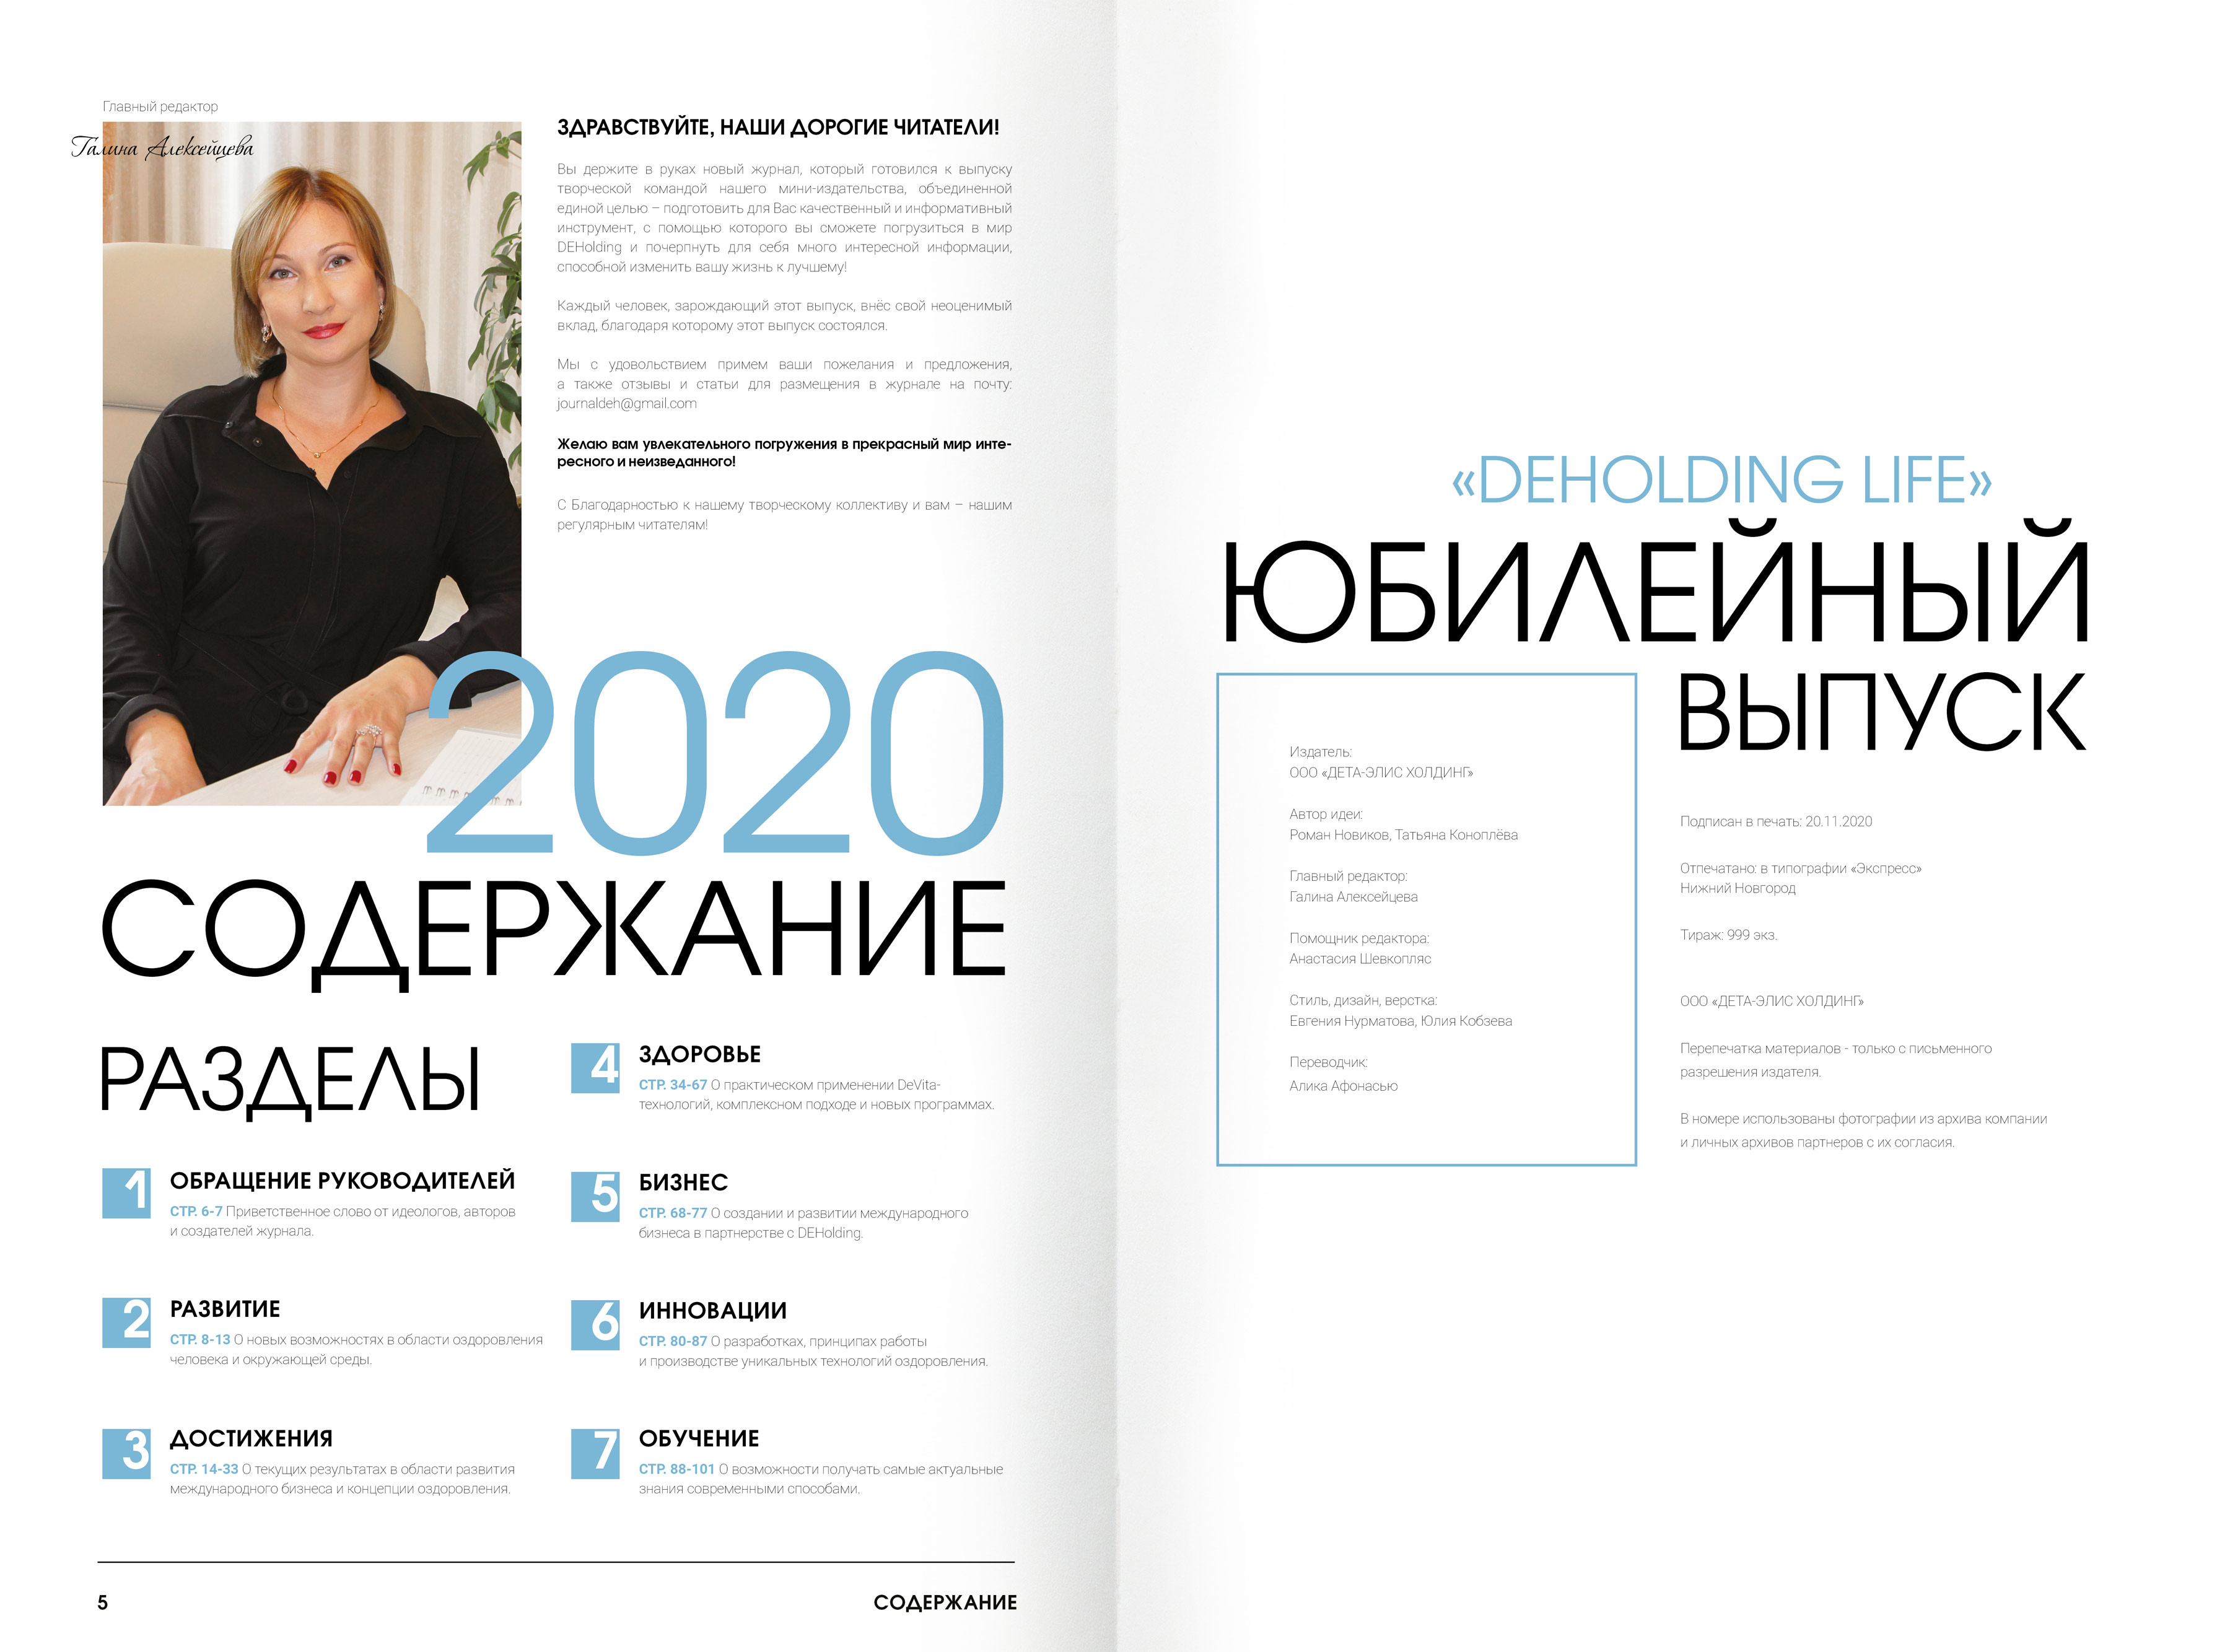 Главный редактор
Галина Алексейцева
ЗДРАВСТВУЙТЕ, НАШИ ДОРОГИЕ ЧИТАТЕЛИ!
Вы держите в руках новый журнал, который готовился к выпуску
творческой командой нашего мини-издательства, объединенной
единой целью – подготовить для Вас качественный и информативный
инструмент, с помощью которого вы сможете погрузиться в мир
DEHolding и почерпнуть для себя много интересной информации,
способной изменить вашу жизнь к лучшему!
Каждый человек, зарождающий этот выпуск, внёс свой неоценимый
вклад, благодаря которому этот выпуск состоялся.
Мы с удовольствием примем ваши пожелания и предложения,
а также отзывы и статьи для размещения в журнале на почту:
journaldeh@gmail.com
Желаю вам увлекательного погружения в прекрасный мир инте-
ресного и неизведанного!
С Благодарностью к нашему творческому коллективу и вам – нашим
регулярным читателям!
2020
СОДЕРЖАНИЕ
РАЗДЕЛЫ
1
ОБРАЩЕНИЕ РУКОВОДИТЕЛЕЙ
СТР. 6-7 Приветственное слово от идеологов, авторов
и создателей журнала.
2
РАЗВИТИЕ
СТР. 8-13 О новых возможностях в области оздоровления
человека и окружающей среды.
3
ДОСТИЖЕНИЯ
СТР. 14-33 О текущих результатах в области развития
международного бизнеса и концепции оздоровления.
4
ЗДОРОВЬЕ
СТР. 34-67 О практическом применении DeVita-
технологий, комплексном подходе и новых программах.
5
БИЗНЕС
СТР. 68-77 О создании и развитии международного
бизнеса в партнерстве с DEHolding.
6
ИННОВАЦИИ
СТР. 80-87 О разработках, принципах работы
и производстве уникальных технологий оздоровления.
7
ОБУЧЕНИЕ
СТР. 88-101 О возможности получать самые актуальные
знания современными способами.
5
СОДЕРЖАНИЕ
«DEHOLDING LIFE»
ЮБИЛЕЙНЫЙ
ВЫПУСК
Издатель:
ООО «ДЕТА-ЭЛИС ХОЛДИНГ»
Автор идеи:
Роман Новиков, Татьяна Коноплёва
Главный редактор:
Галина Алексейцева
Помощник редактора:
Анастасия Шевкопляс
Стиль, дизайн, верстка:
Евгения Нурматова, Юлия Кобзева
Переводчик:
Алика Афонасью
Подписан в печать: 20.11.2020
Отпечатано: в типографии «Экспресс»
Нижний Новгород
Тираж: 999 экз.
ООО «ДЕТА-ЭЛИС ХОЛДИНГ»
Перепечатка материалов - только с письменного
разрешения издателя.
В номере использованы фотографии из архива компании
и личных архивов партнеров с их согласия.